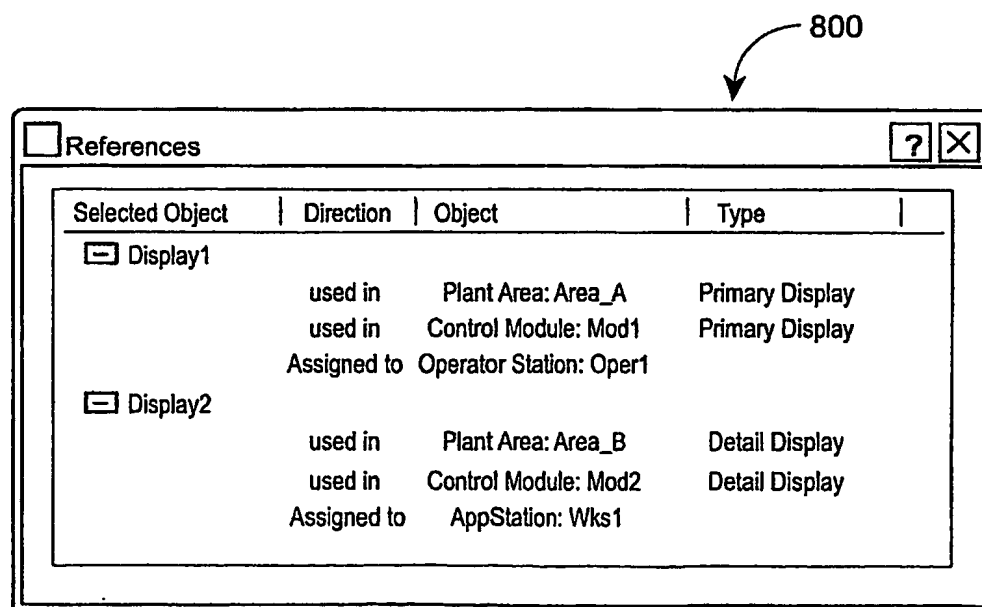 800
References ?
Selected Object Direction Object Type
Display1
used in Plant Area: Area_A Primary Display
used in Control Module: Mod1 Primary Display
Assigned to Operator Station: Oper1
Display2
used in Plant Area: Area_B Detail Display
used in Control Module: Mod2 Detail Display
Assigned to AppStation: Wks1